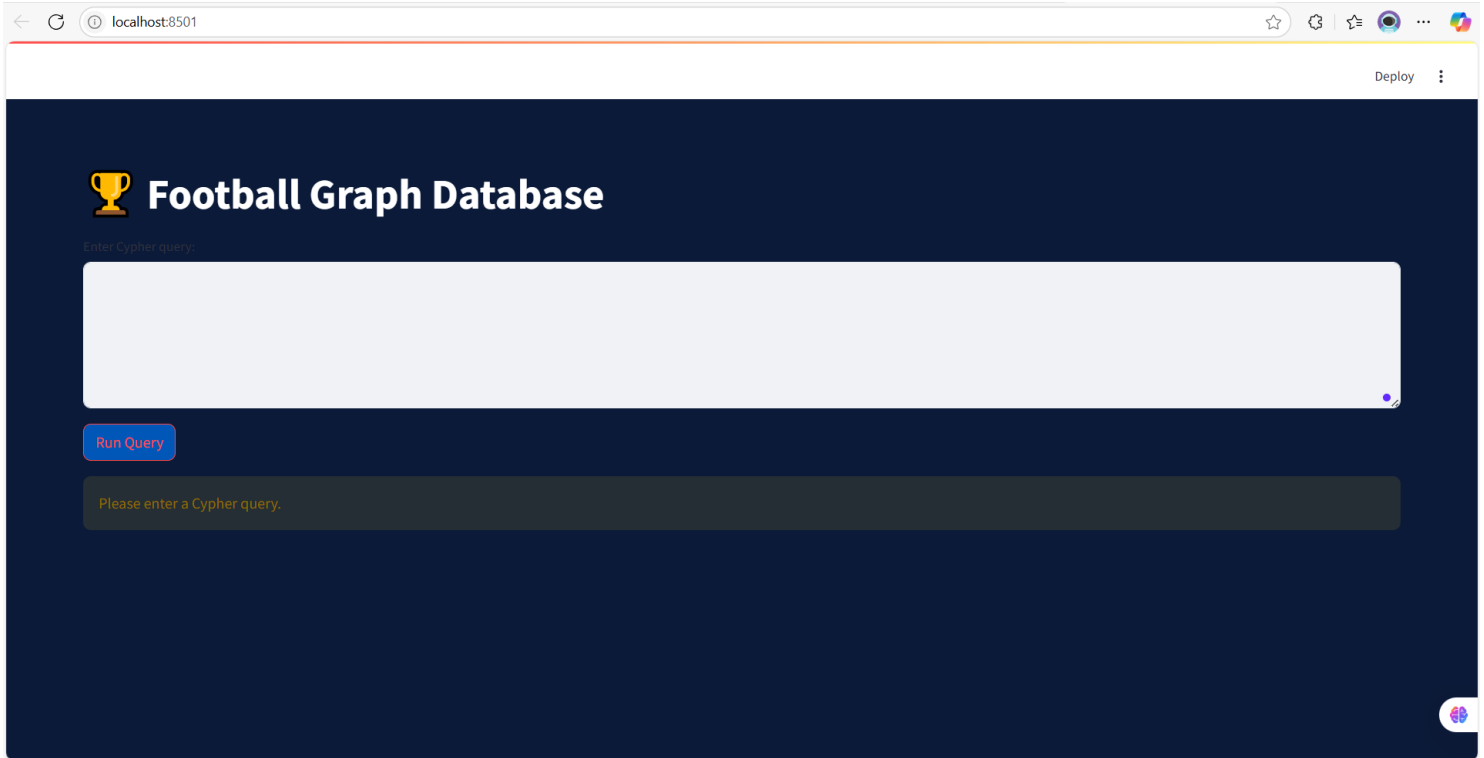 localhost:8501
Deploy
Football Graph Database
Enter Cypher query:
Run Query
Please enter a Cypher query.